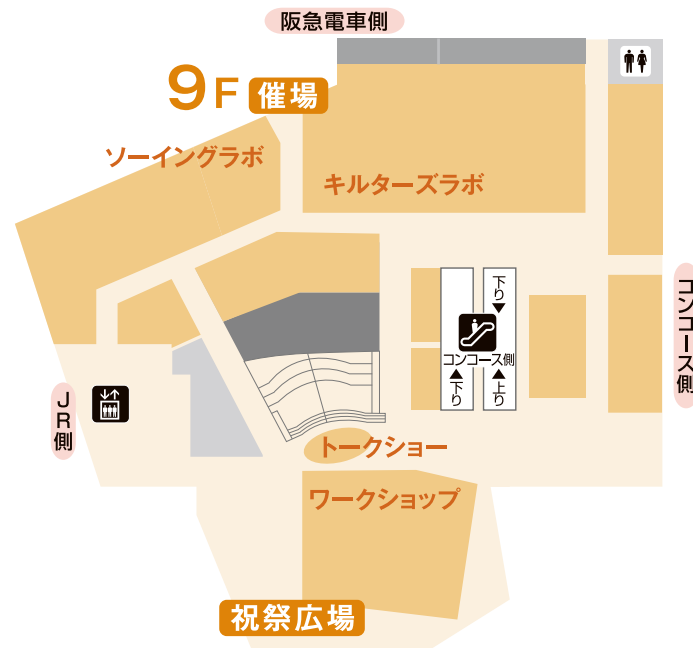 阪急電車側
9F 催場
ソーイングラボ
キルターズラボ
コンコース側
下り
コンコース側
下り
上り
JR側
トークショー
ワークショップ
祝祭広場